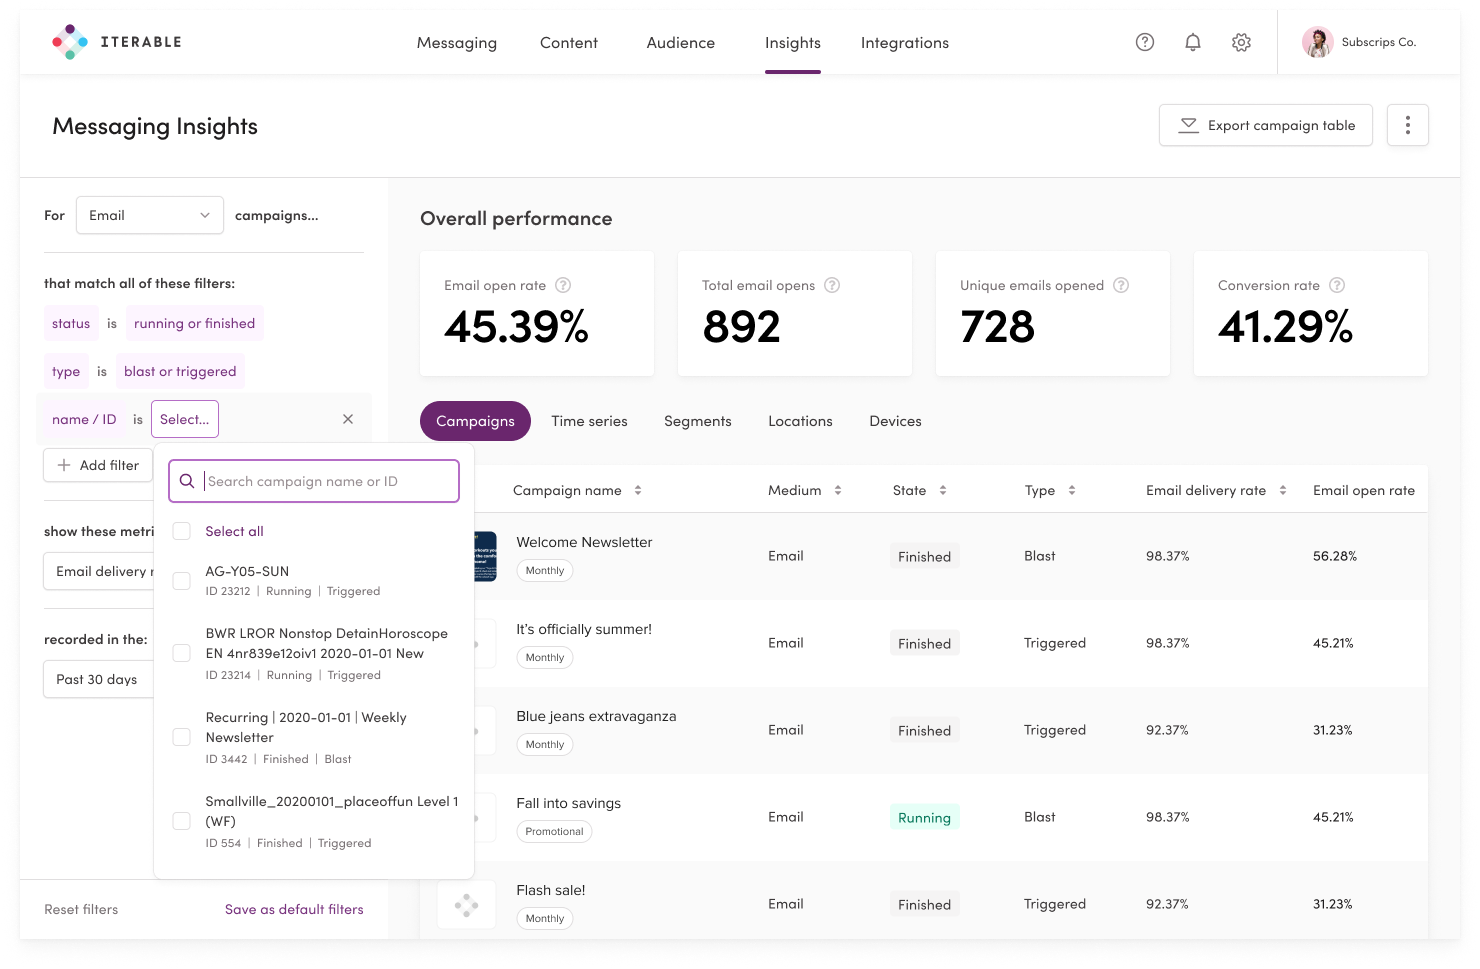 ITERABLE
Messaging
Content
Audience
Insights
Integrations
Subscrips Co.
Messaging Insights
Export campaign table
For
Email
campaigns...
that match all of these filters:
status is running or finished
type is blast or triggered
name / ID is Select...
Add filter
Search campaign name or ID
Select all
AG-Y05-SUN
ID 23212 | Running | Triggered
BWR LROR Nonstop DetainHoroscope
EN 4nr839e12oiv1 2020-01-01 New
ID 23214 | Running | Triggered
Recurring | 2020-01-01 | Weekly
Newsletter
ID 3442 | Finished | Blast
Smallville_20200101_placeoffun Level 1
(WF)
ID 554 | Finished | Triggered
show these metri
Email delivery r
recorded in the:
Past 30 days
Reset filters
Save as default filters
Overall performance
Email open rate
45.39%
Total email opens
892
Unique emails opened
728
Conversion rate
41.29%
Campaigns
Time series
Segments
Locations
Devices
Campaign name Medium State Type Email delivery rate Email open rate
Welcome Newsletter
Monthly
Email Finished Blast 98.37% 56.28%
It's officially summer!
Monthly
Email Finished Triggered 98.37% 45.21%
Blue jeans extravaganza
Monthly
Email Finished Triggered 92.37% 31.23%
Fall into savings
Promotional
Email Running Blast 98.37% 45.21%
Flash sale!
Monthly
Email Finished Triggered 92.37% 31.23%